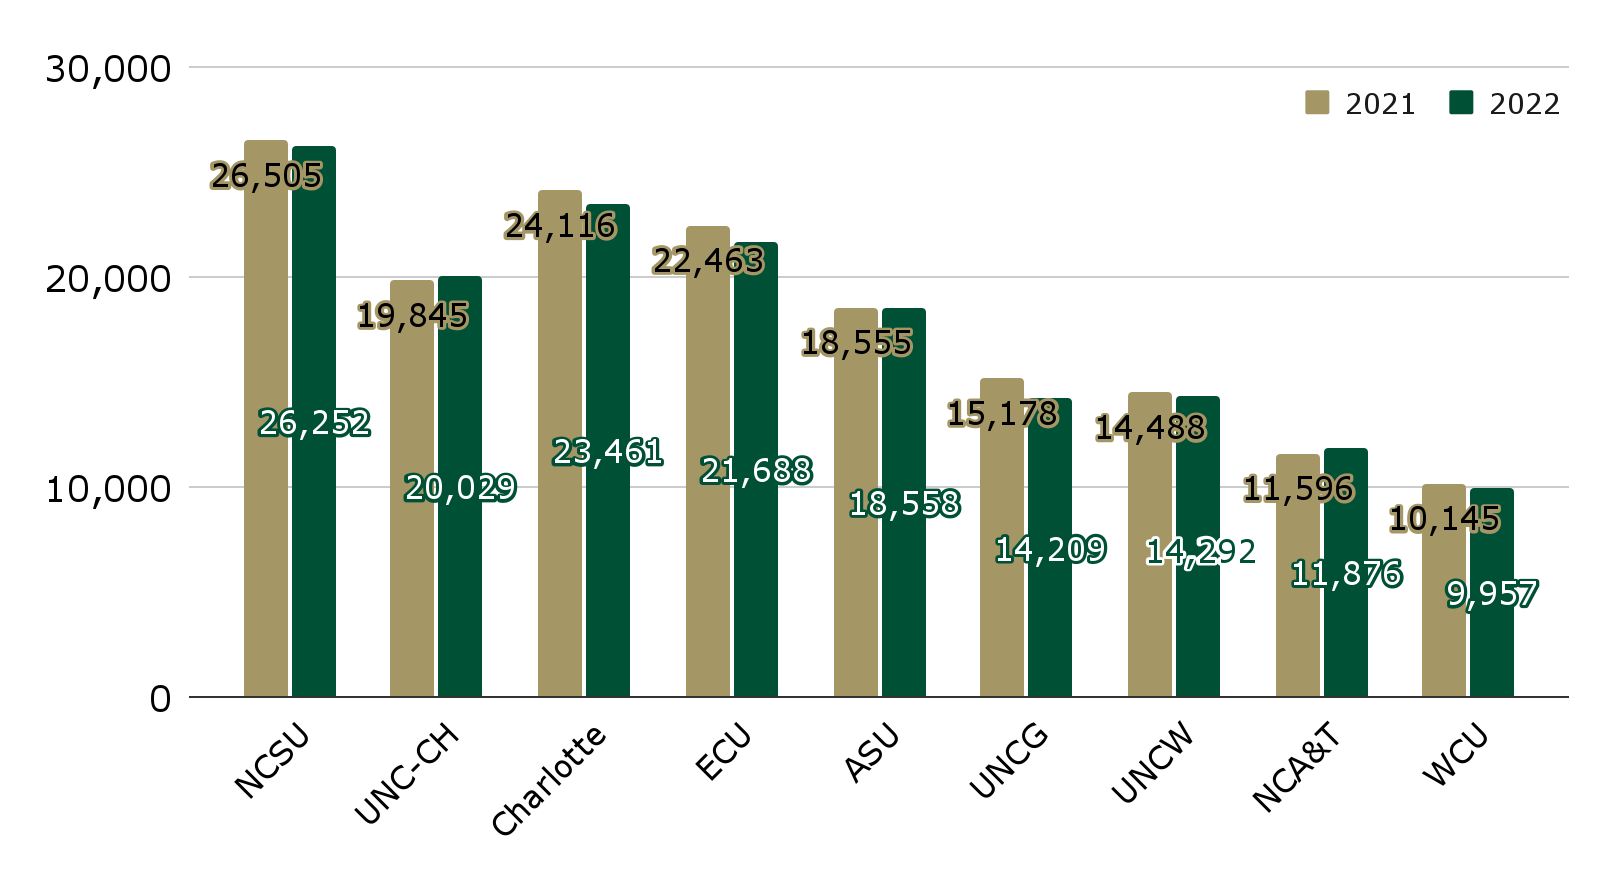 30,000
2021 2022
20,000
10,000
0
26,505
26,252
19,845
20,029
24,116
23,461
22,463
21,688
18,555
18,558
15,178
14,209
14,488
14,292
11,596
11,876
10,145
9,957
NCSU
UNC-CH
Charlotte
ECU
ASU
UNCG
UNCW
NCA&T
WCU